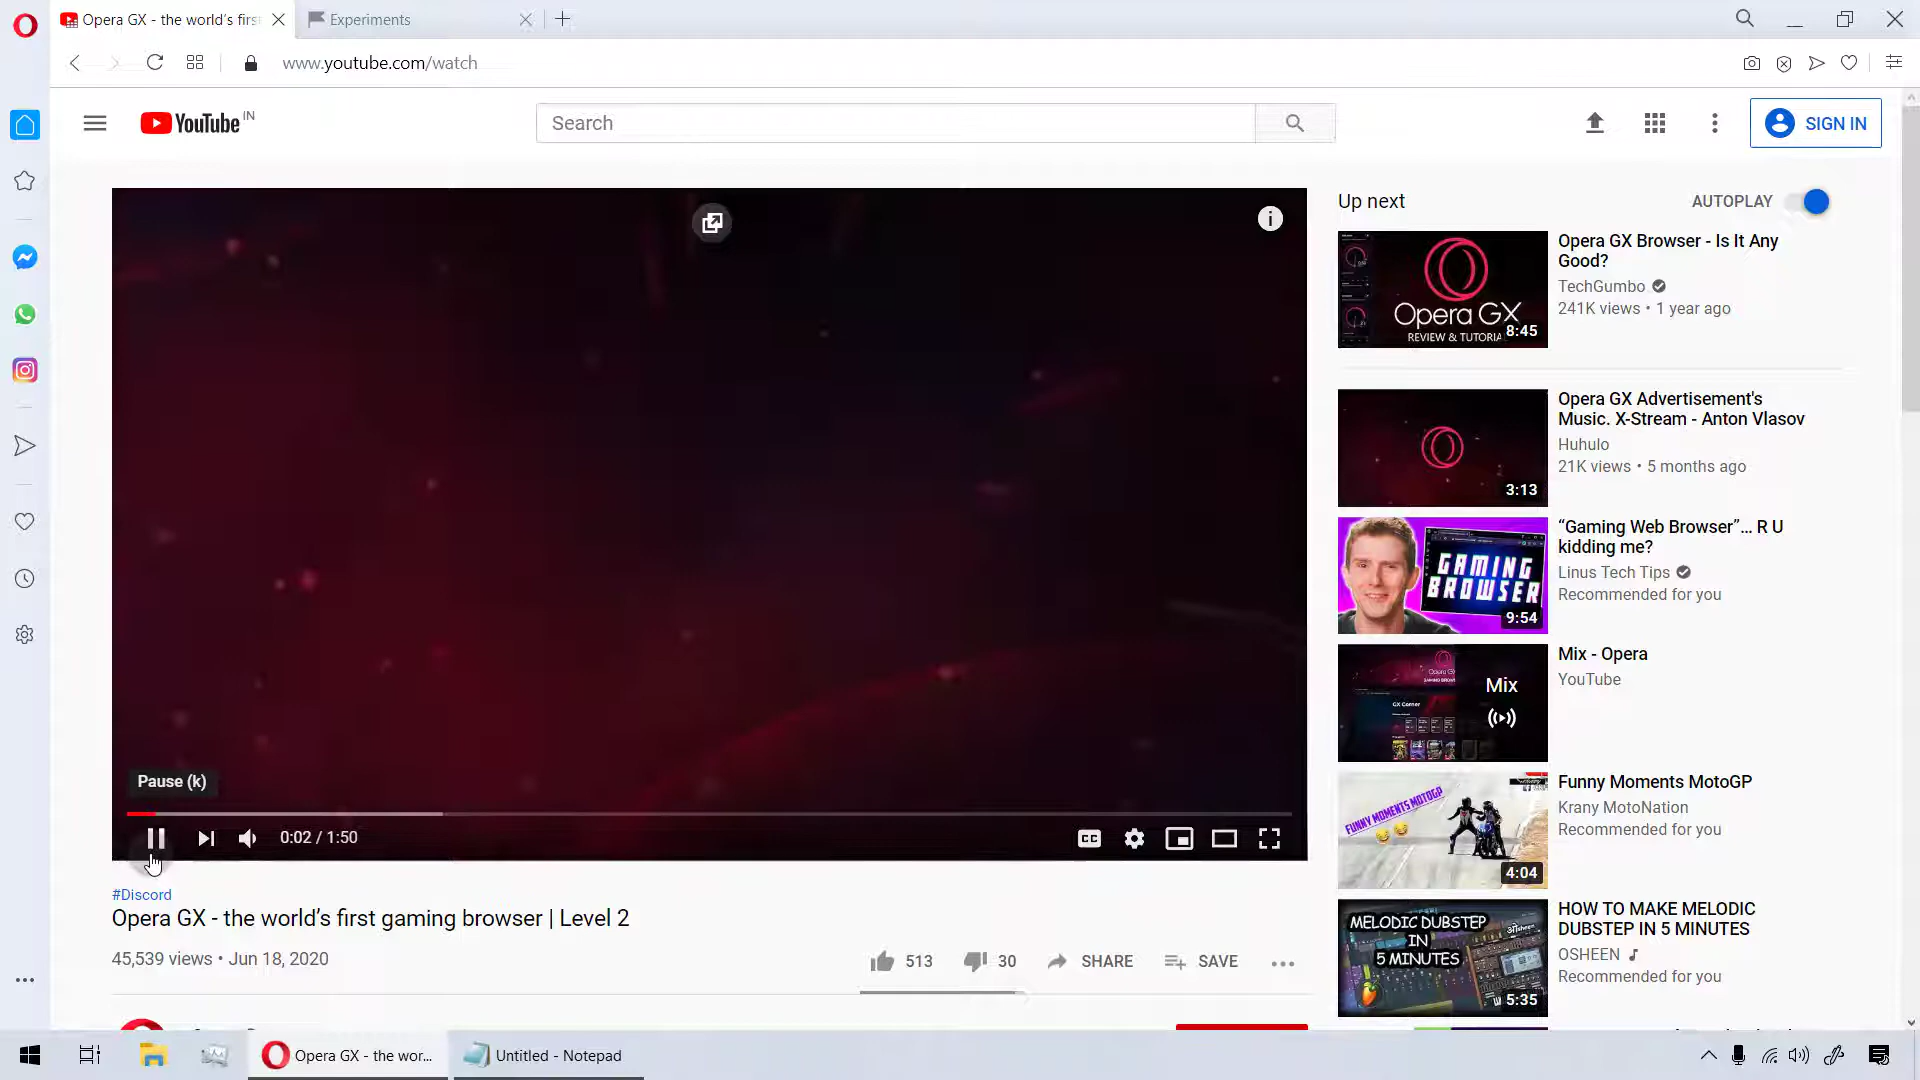 Opera GX - the world's firs
Experiments
www.youtube.com/watch
YouTube IN
Search
SIGN IN
Up next
AUTOPLAY
Opera GX
REVIEW & TUTORIA
8:45
Opera GX Browser - Is It Any
Good?
TechGumbo
241K views • 1 year ago
3:13
Opera GX Advertisement's
Music. X-Stream - Anton Vlasov
Huhulo
21K views • 5 months ago
GAMING
BROWSER
9:54
“Gaming Web Browser”... R U
kidding me?
Linus Tech Tips
Recommended for you
GX Corner
Mix
Mix - Opera
YouTube
FUNNY MOMENTS MOTOGP
4:04
Funny Moments MotoGP
Krany MotoNation
Recommended for you
MELODIC DUBSTEP
IN
5 MINUTES
5:35
HOW TO MAKE MELODIC
DUBSTEP IN 5 MINUTES
OSHEEN
Recommended for you
Pause (k)
0:02 / 1:50
CC
#Discord
Opera GX - the world’s first gaming browser | Level 2
45,539 views • Jun 18, 2020
513
30
SHARE
SAVE
Opera GX - the wor...
Untitled - Notepad